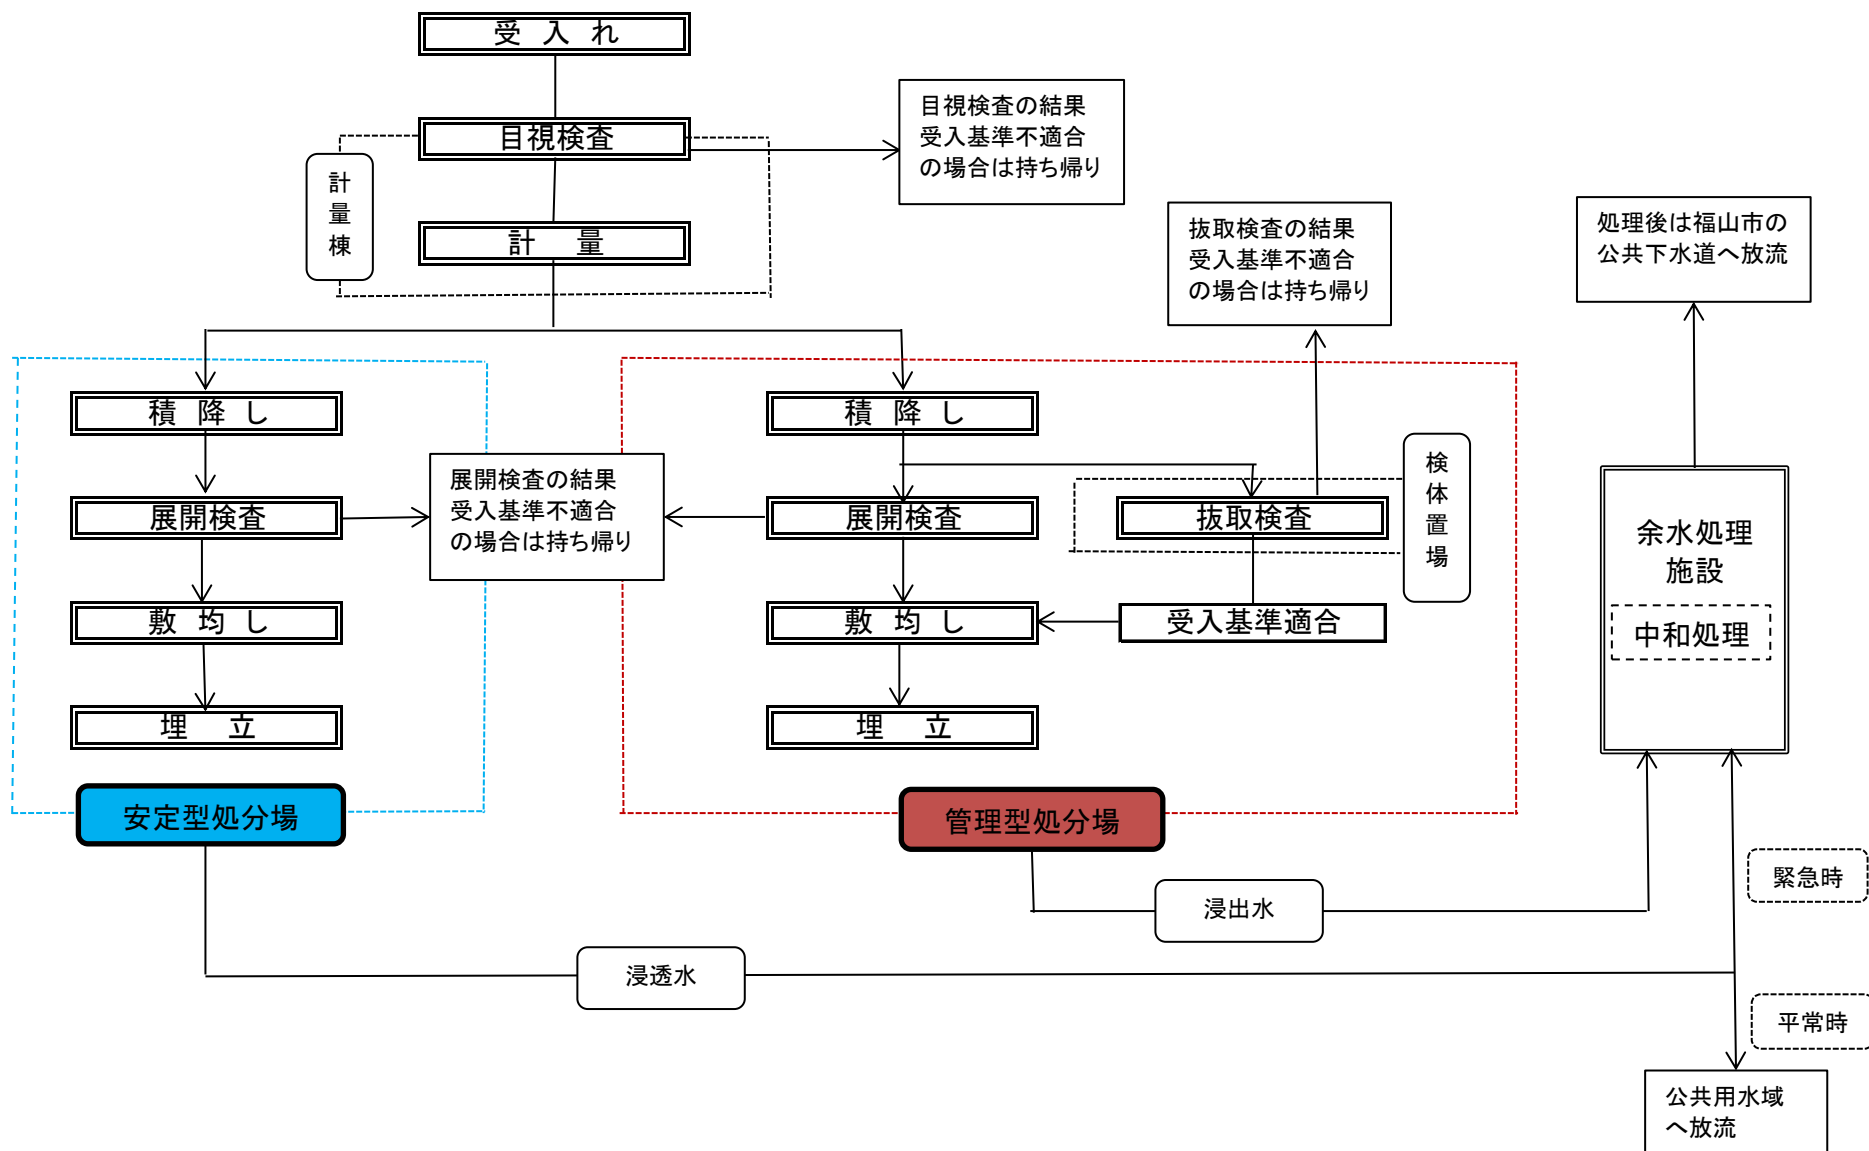 受 入 れ
目視検査
目視検査の結果
受入基準不適合
の場合は持ち帰り
計
量
棟
計 量
抜取検査の結果
受入基準不適合
の場合は持ち帰り
処理後は福山市の
公共下水道へ放流
積 降 し
積 降 し
展開検査の結果
受入基準不適合
の場合は持ち帰り
検
体
置
場
展開検査
展開検査
抜取検査
余水処理
施設
中和処理
敷 均 し
敷 均 し
受入基準適合
埋 立
埋 立
安定型処分場
管理型処分場
緊急時
浸出水
浸透水
平常時
公共用水域
へ放流